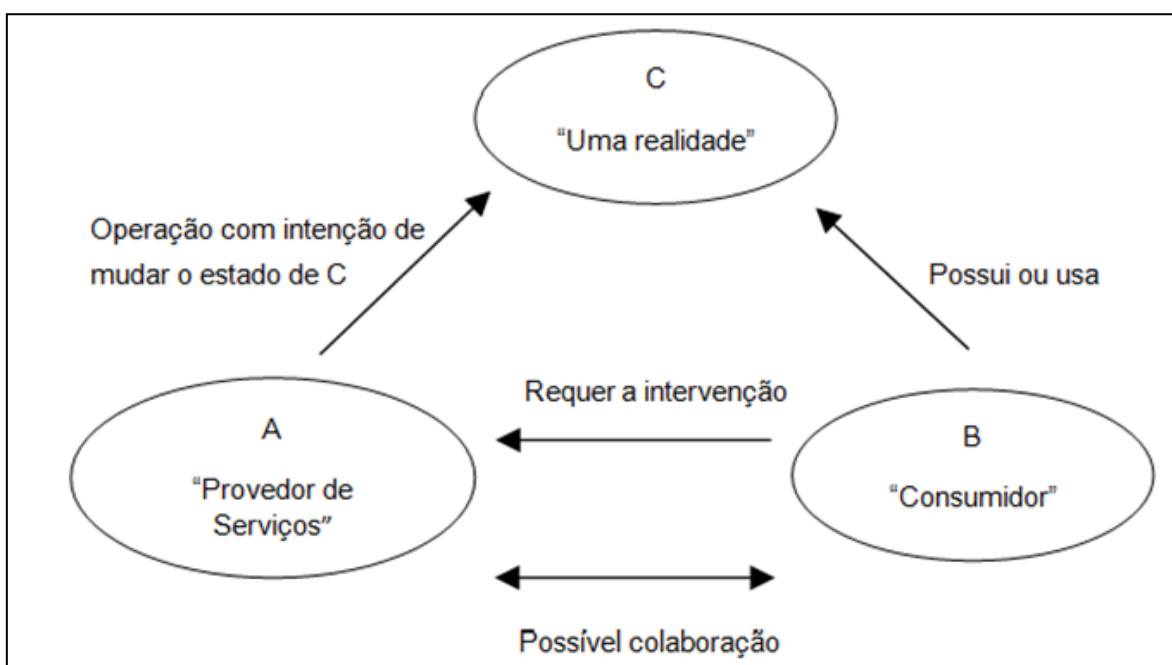 C
“Uma realidade”
Operação com intenção de
mudar o estado de C
Possui ou usa
Requer a intervenção
A
“Provedor de
Serviços”
B
“Consumidor”
Possível colaboração